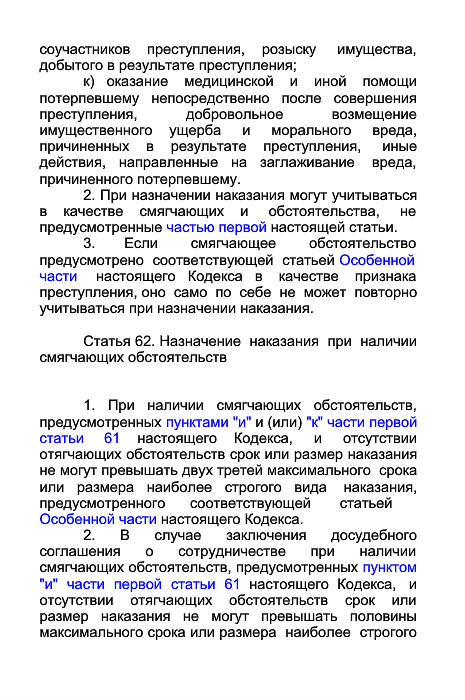 соучастников преступления, розыску имущества,
добытого в результате преступления;
к) оказание медицинской и иной помощи
потерпевшему непосредственно после совершения
преступления, добровольное возмещение
имущественного ущерба и морального вреда,
причиненных в результате преступления, иные
действия, направленные на заглаживание вреда,
причиненного потерпевшему.
2. При назначении наказания могут учитываться
в качестве смягчающих и обстоятельства, не
предусмотренные частью первой настоящей статьи.
3. Если смягчающее обстоятельство
предусмотрено соответствующей статьей Особенной
части настоящего Кодекса в качестве признака
преступления, оно само по себе не может повторно
учитываться при назначении наказания.
Статья 62. Назначение наказания при наличии
смягчающих обстоятельств
1. При наличии смягчающих обстоятельств,
предусмотренных пунктами "и" и (или) "к" части первой
статьи 61 настоящего Кодекса, и отсутствии
отягчающих обстоятельств срок или размер наказания
не могут превышать двух третей максимального срока
или размера наиболее строгого вида наказания,
предусмотренного соответствующей статьей
Особенной части настоящего Кодекса.
2. В случае заключения досудебного
соглашения о сотрудничестве при наличии
смягчающих обстоятельств, предусмотренных пунктом
"и" части первой статьи 61 настоящего Кодекса, и
отсутствии отягчающих обстоятельств срок или
размер наказания не могут превышать половины
максимального срока или размера наиболее строгого